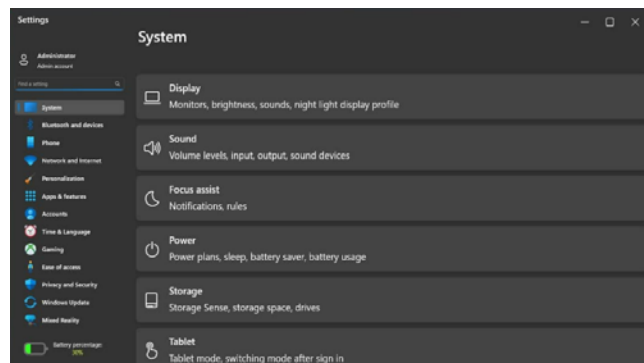 Settings
System
Administrator
Admin account
Find a setting
System
Bluetooth and devices
Phone
Network and Internet
Personalization
Apps & features
Accounts
Time & Language
Gaming
Ease of access
Privacy and Security
Windows Update
Mixed Reality
Battery percentage:
30%
Display
Monitors, brightness, sounds, night light display profile
Sound
Volume levels, input, output, sound devices
Focus assist
Notifications, rules
Power
Power plans, sleep, battery saver, battery usage
Storage
Storage Sense, storage space, drives
Tablet
Tablet mode, switching mode after sign in